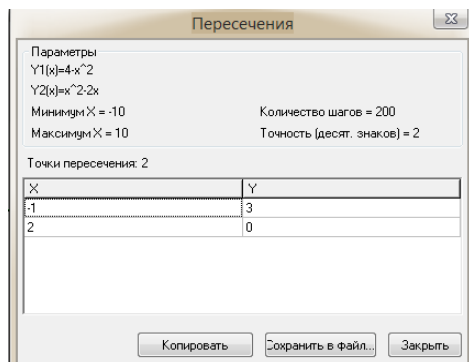 Пересечения
Параметры
Y1(x)=4-x^2
Y2(x)=x^2-2x
Минимум X = -10 Количество шагов = 200
Максимум X = 10 Точность (десят. знаков) = 2
Точки пересечения: 2
X Y
-1 3
2 0
Копировать Сохранить в файл... Закрыть